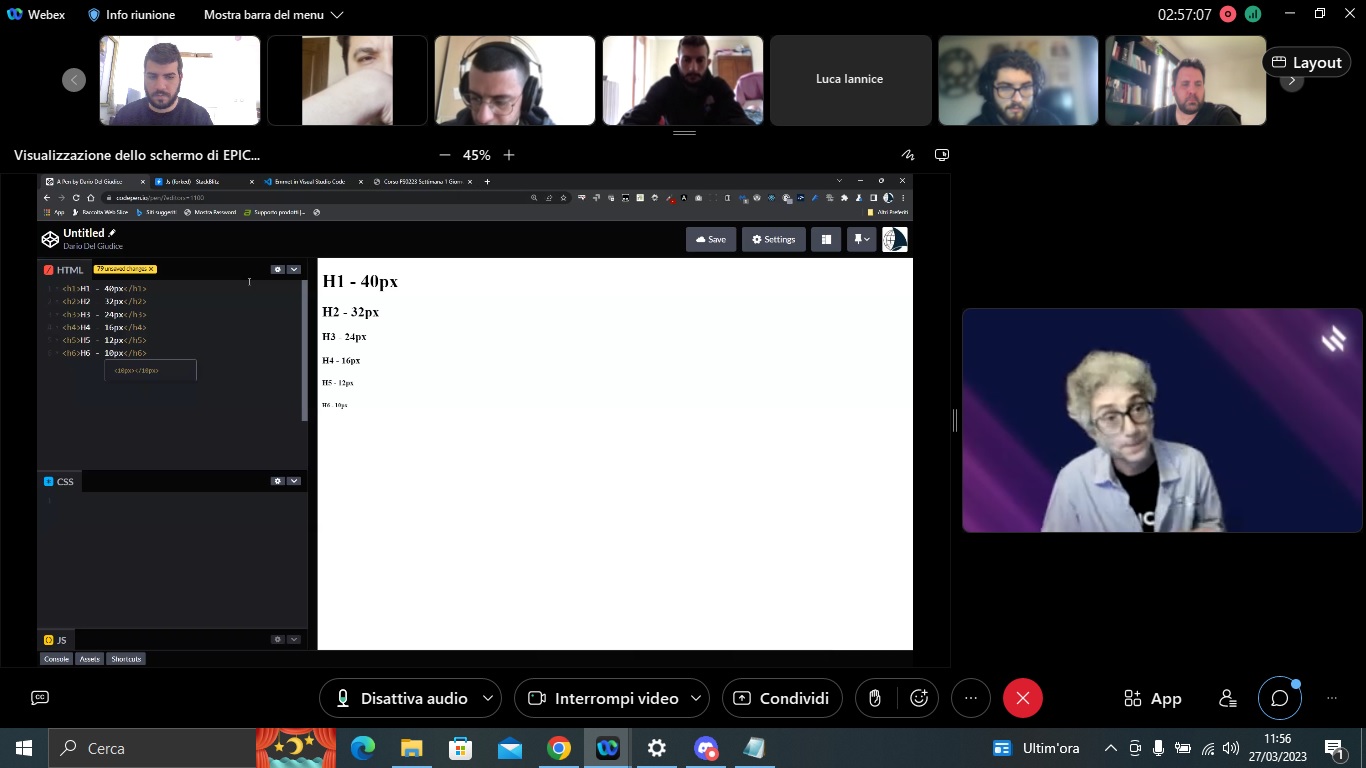 Webex
Info riunione
Mostra barra del menu
02:57:07
Luca Iannice
Layout
Visualizzazione dello schermo di EPIC...
45%
A Pen by Dario Del Giudice
Js (forked) - StackBlitz
Emmet in Visual Studio Code
Corso FS0223 Settimana 1 Giorn
codepen.io/pen/?editors=1100
App
Raccolta Web Slice
Siti suggeriti
Mostra Password
Supporto prodotti |...
Altri Preferiti
Untitled
Dario Del Giudice
Save
Settings
HTML
79 unsaved changes X
1 <h1>H1 - 40px</h1>
2 <h2>H2 - 32px</h2>
3 <h3>H3 - 24px</h3>
4 <h4>H4 - 16px</h4>
5 <h5>H5 - 12px</h5>
6 <h6>H6 - 10px</h6>
<10px></10px>
H1 - 40px
H2 - 32px
H3 - 24px
H4 - 16px
H5 - 12px
H6 - 10px
CSS
1
JS
Console
Assets
Shortcuts
CC
Disattiva audio
Interrompi video
Condividi
App
Cerca
Ultim'ora
11:56
27/03/2023
1